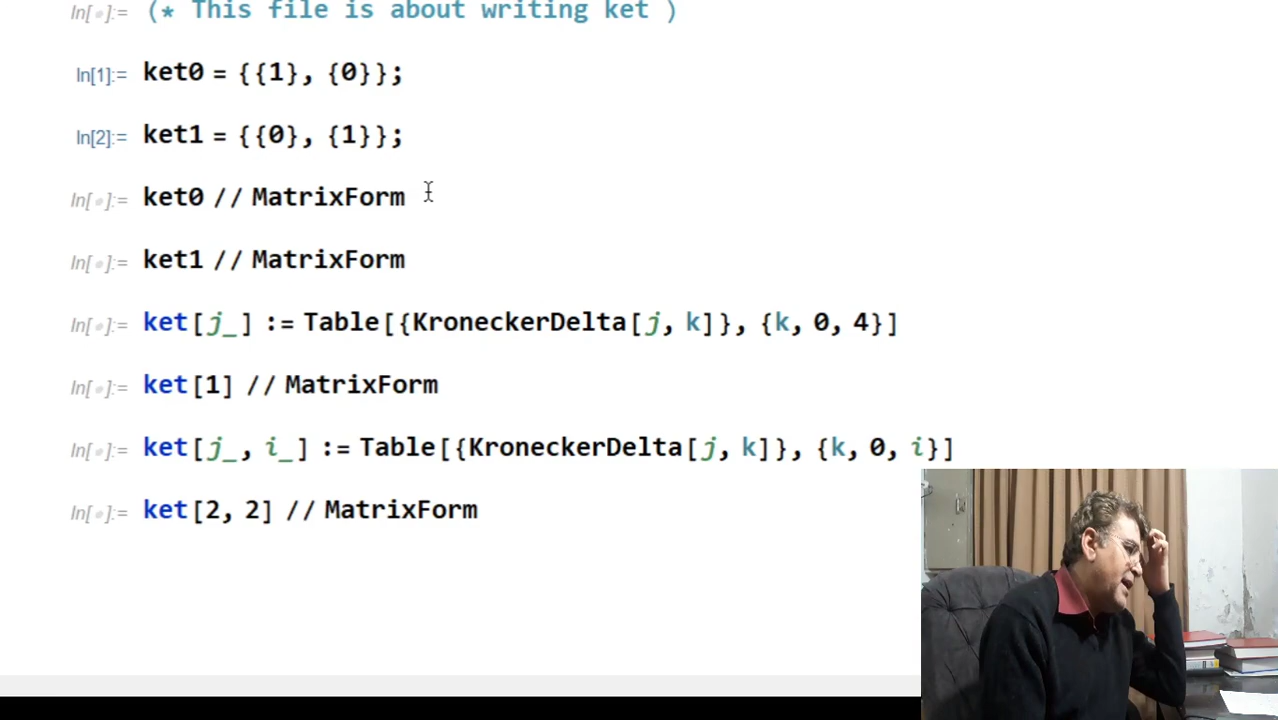 In[•]:= (* This file is about writing ket )
In[1]:= ket0 = {{1}, {0}};
In[2]:= ket1 = {{0}, {1}};
In[•]:= ket0 // MatrixForm
In[•]:= ket1 // MatrixForm
In[•]:= ket[j_] := Table[{KroneckerDelta[j, k]}, {k, 0, 4}]
In[•]:= ket[1] // MatrixForm
In[•]:= ket[j_, i_] := Table[{KroneckerDelta[j, k]}, {k, 0, i}]
In[•]:= ket[2, 2] // MatrixForm